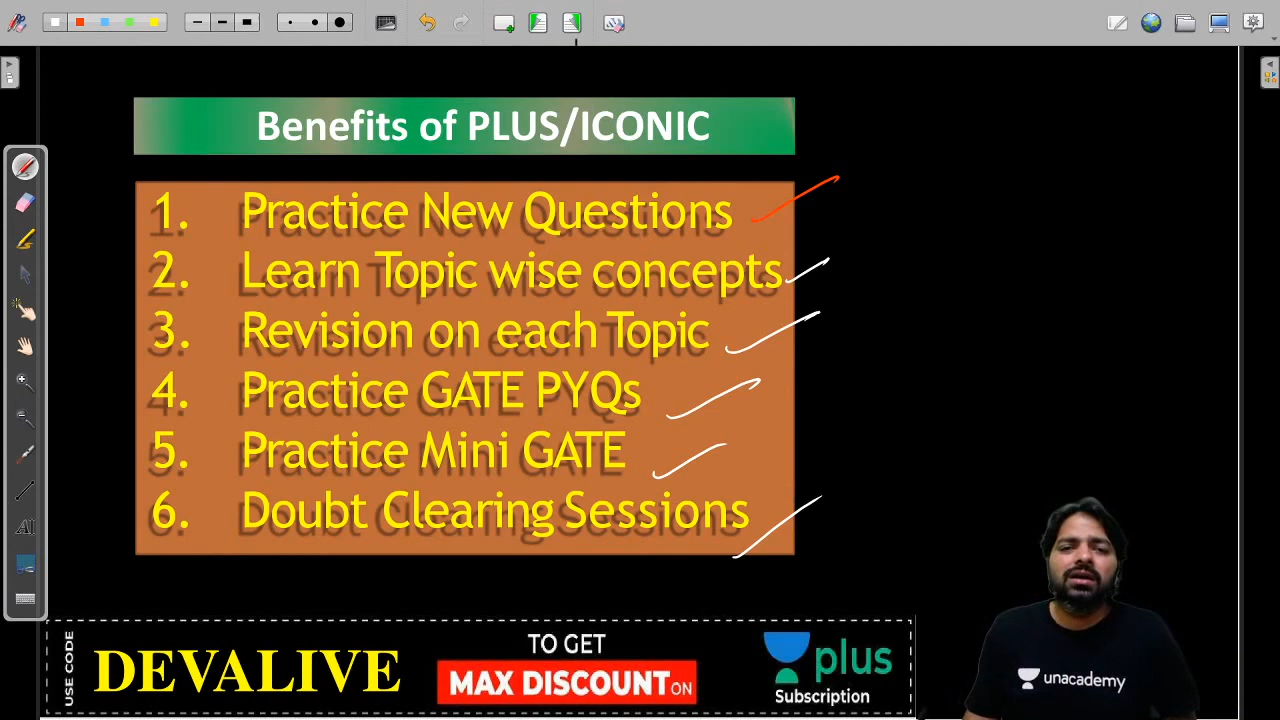 Benefits of PLUS/ICONIC
1. Practice New Questions
2. Learn Topic wise concepts
3. Revision on each Topic
4. Practice GATE PYQs
5. Practice Mini GATE
6. Doubt Clearing Sessions
USE CODE
DEVALIVE
TO GET
MAX DISCOUNT ON
plus
Subscription
unacademy
AI